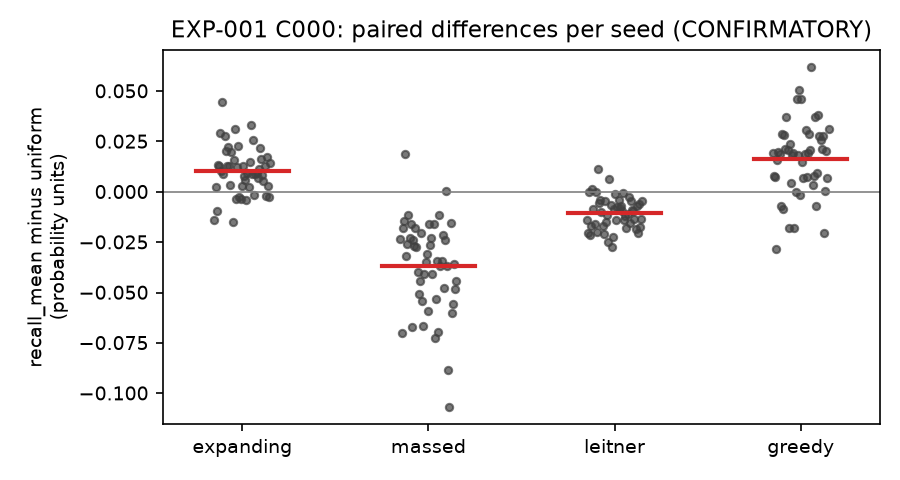 EXP-001 C000: paired differences per seed (CONFIRMATORY)
recall_mean minus uniform
(probability units)
0.050
0.025
0.000
−0.025
−0.050
−0.075
−0.100
expanding
massed
leitner
greedy